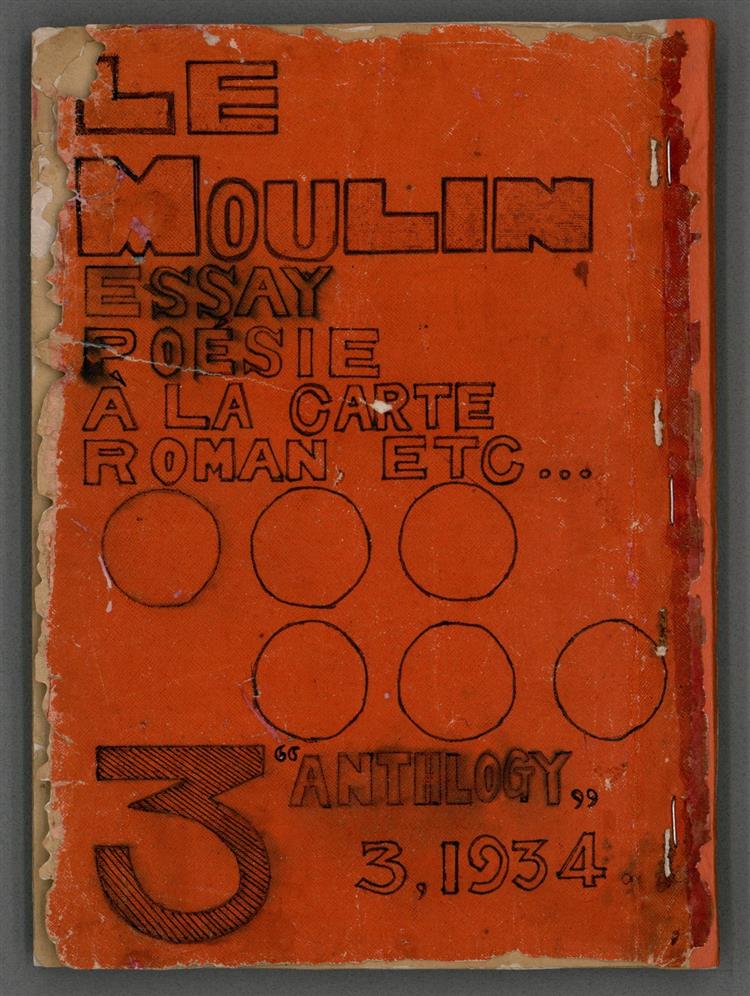 LE
MOULIN
ESSAY
POÉSIE
À LA CARTE
ROMAN, ETC...
3 “ANTHLOGY„
3,1934.